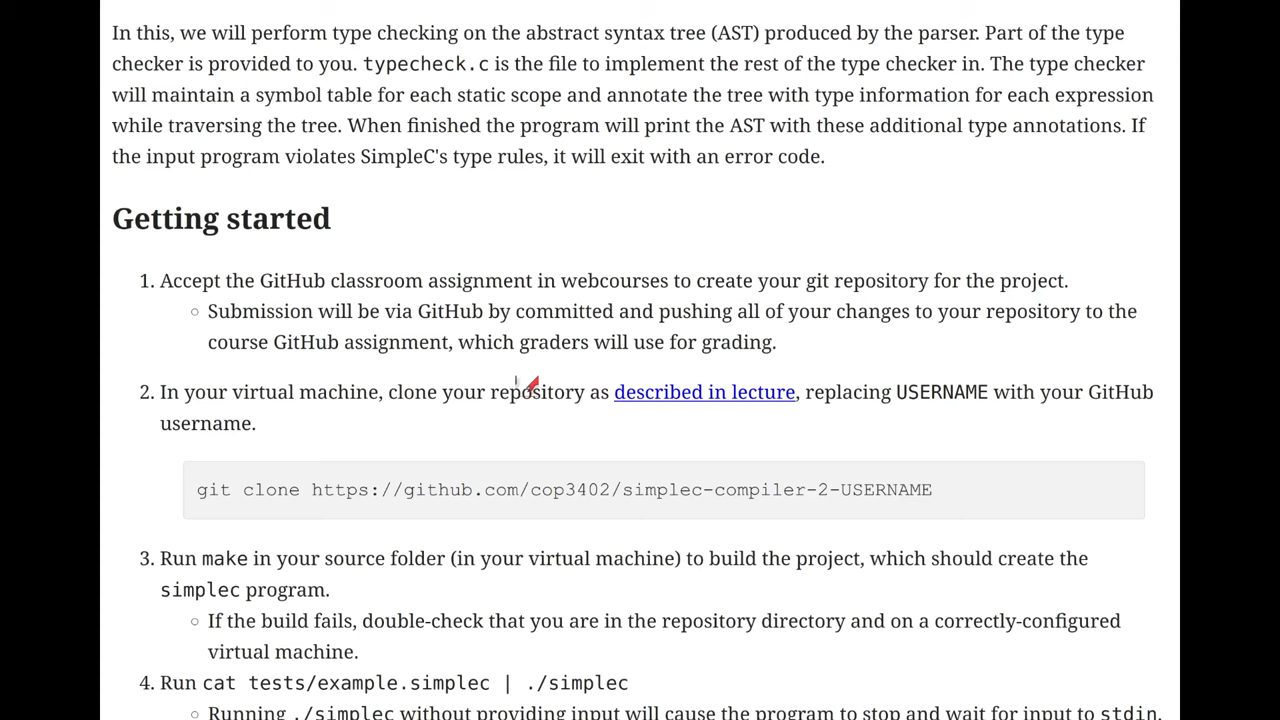 In this, we will perform type checking on the abstract syntax tree (AST) produced by the parser. Part of the type
checker is provided to you. typecheck.c is the file to implement the rest of the type checker in. The type checker
will maintain a symbol table for each static scope and annotate the tree with type information for each expression
while traversing the tree. When finished the program will print the AST with these additional type annotations. If
the input program violates SimpleC's type rules, it will exit with an error code.
Getting started
1. Accept the GitHub classroom assignment in webcourses to create your git repository for the project.
◦ Submission will be via GitHub by committed and pushing all of your changes to your repository to the
course GitHub assignment, which graders will use for grading.
2. In your virtual machine, clone your repository as described in lecture, replacing USERNAME with your GitHub
username.
git clone https://github.com/cop3402/simplec-compiler-2-USERNAME
3. Run make in your source folder (in your virtual machine) to build the project, which should create the
simplec program.
◦ If the build fails, double-check that you are in the repository directory and on a correctly-configured
virtual machine.
4. Run cat tests/example.simplec | ./simplec
◦ Running ./simplec without providing input will cause the program to stop and wait for input to stdin.